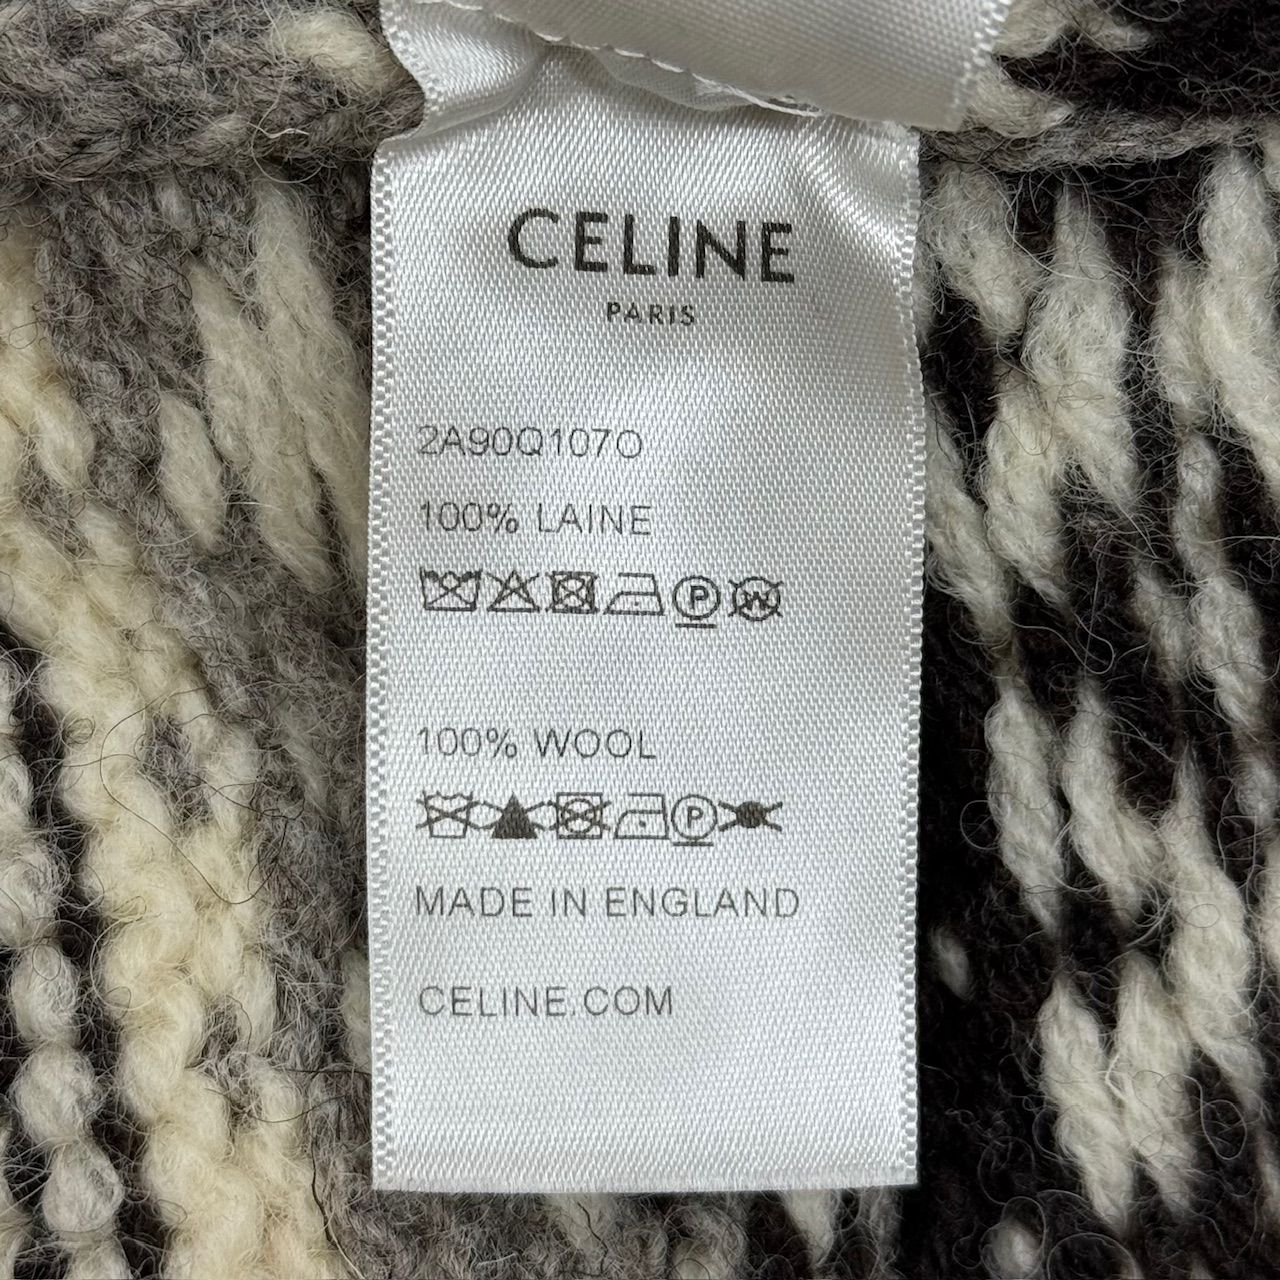 CELINE
PARIS
2A90Q107O
100% LAINE
P W
100% WOOL
P
MADE IN ENGLAND
CELINE.COM